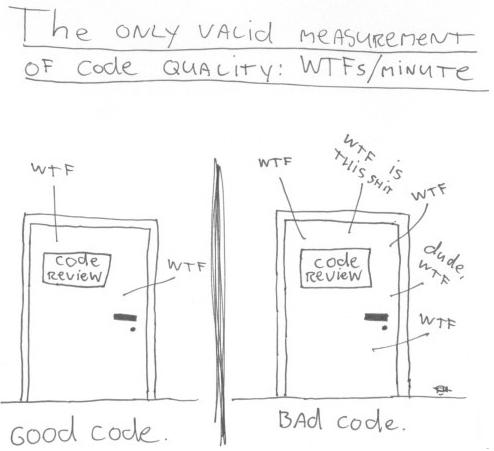 The ONLY VALID MEASUREMENT
OF CODE QUALITY: WTFs/MINUTE
WTF
CODE
REVIEW
WTF
GOOD CODE.
WTF
WTF is
THIS SHIT
WTF
CODE
REVIEW
dude,
WTF
WTF
BAD CODE.